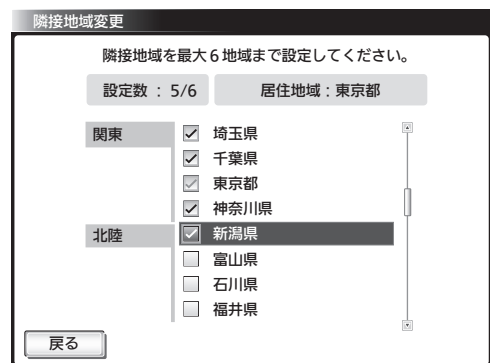 隣接地域変更
隣接地域を最大6地域まで設定してください。
設定数 : 5/6 居住地域 : 東京都
関東 埼玉県
千葉県
東京都
神奈川県
北陸 新潟県
富山県
石川県
福井県
戻る